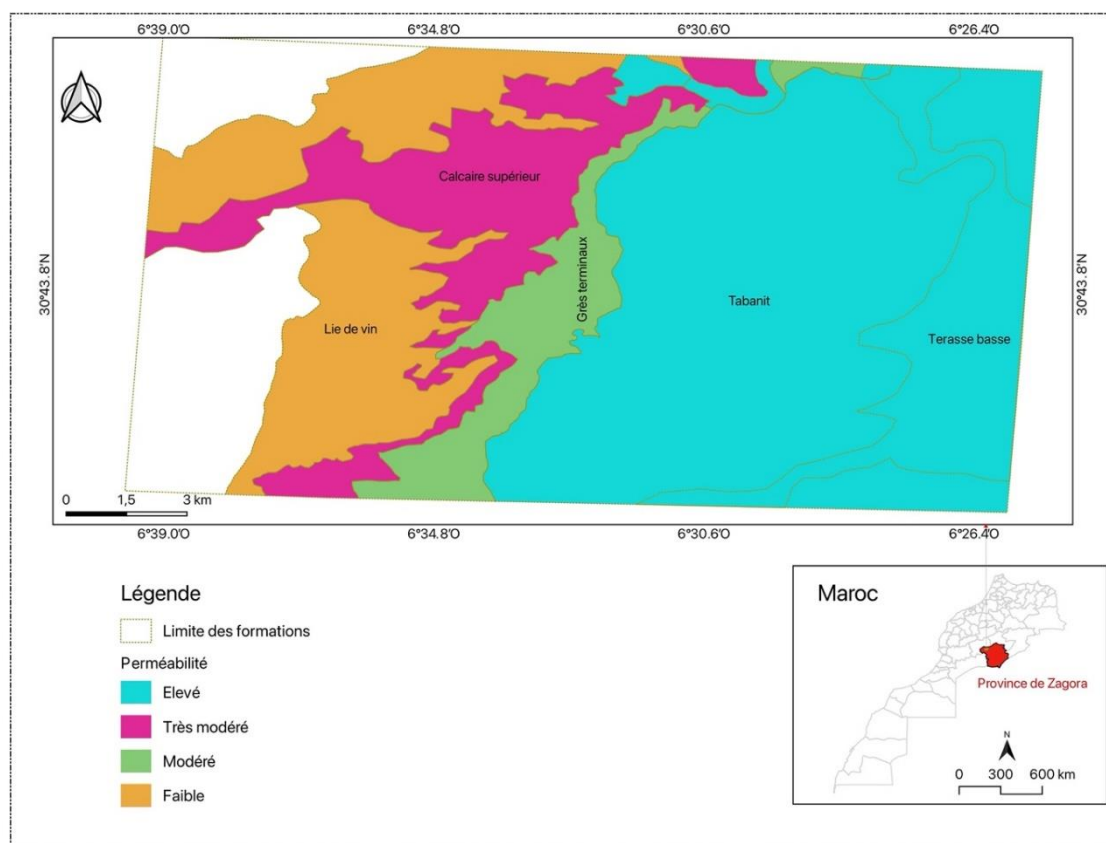 6°39.0'O 6°34.8'O 6°30.6'O 6°26.4'O
30°43.8'N
30°43.8'N
Calcaire supérieur
Grès terminaux
Tabanit
Lie de vin
Terasse basse
0 1,5 3 km
6°39.0'O 6°34.8'O 6°30.6'O 6°26.4'O
Légende
Limite des formations
Perméabilité
Elevé
Très modéré
Modéré
Faible
Maroc
Province de Zagora
N
0 300 600 km